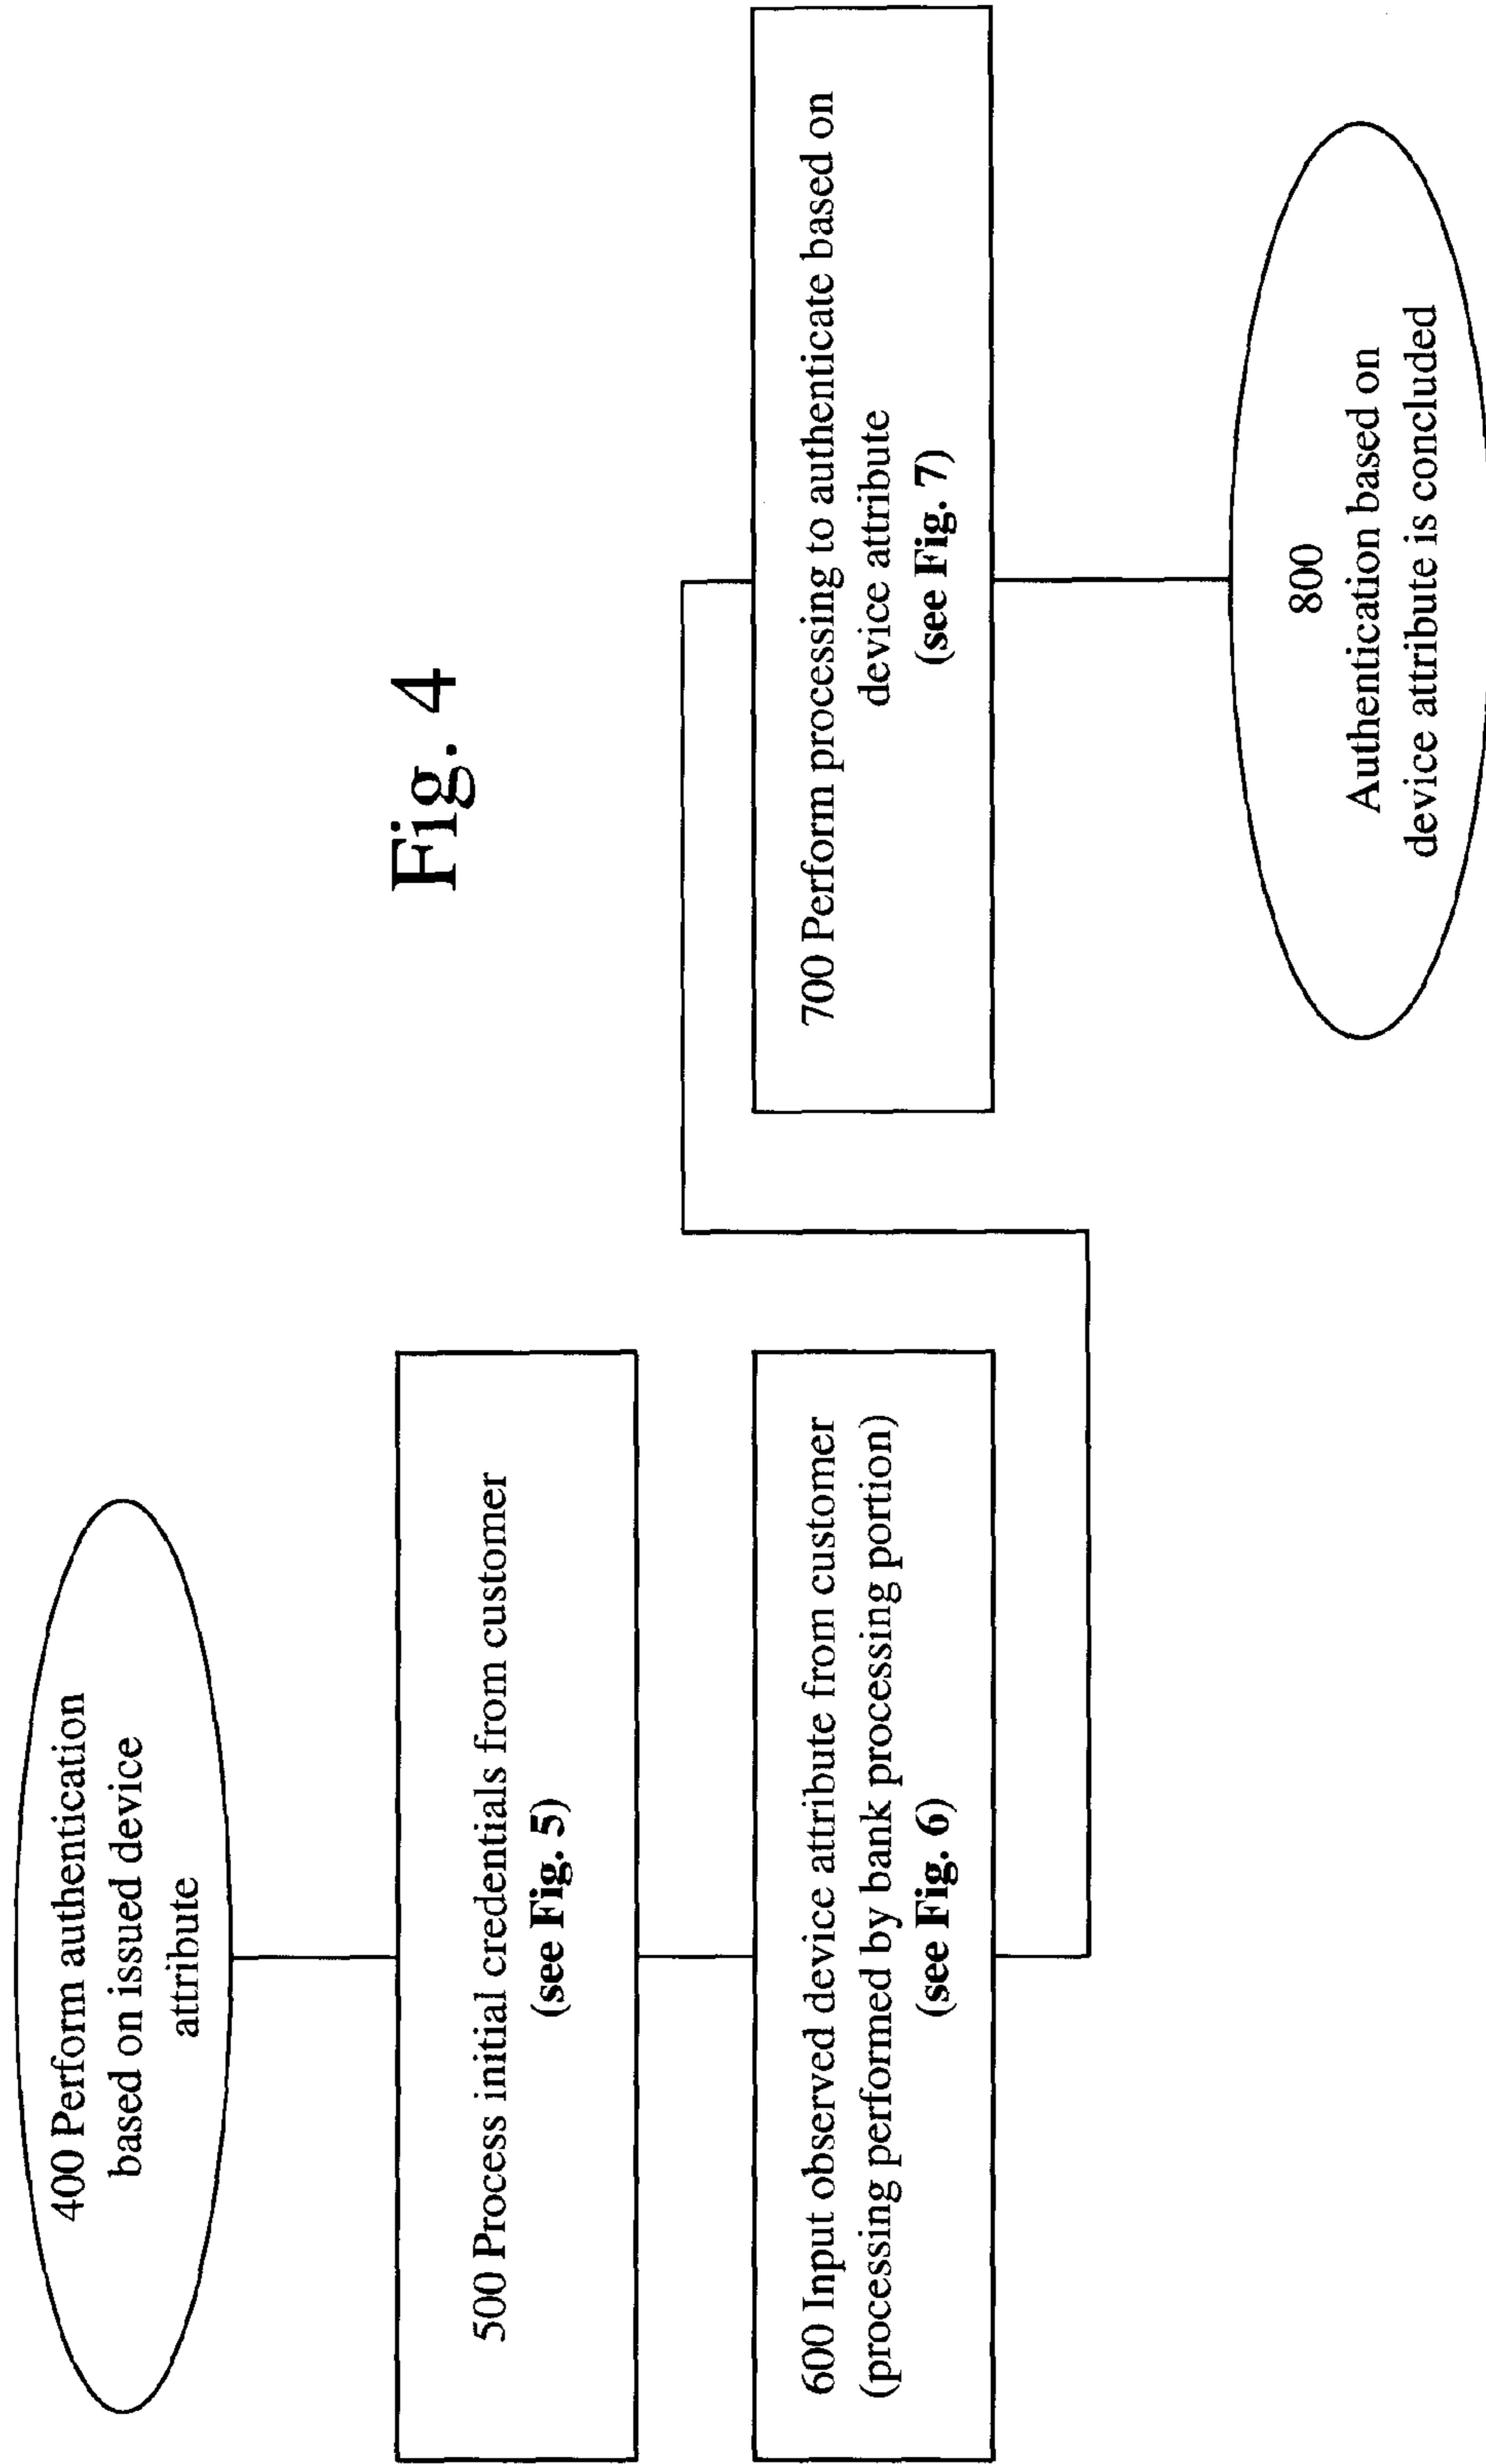 Fig. 4
400 Perform authentication
based on issued device
attribute
500 Process initial credentials from customer
(see Fig. 5)
600 Input observed device attribute from customer
(processing performed by bank processing portion)
(see Fig. 6)
700 Perform processing to authenticate based on
device attribute
(see Fig. 7)
800
Authentication based on
device attribute is concluded